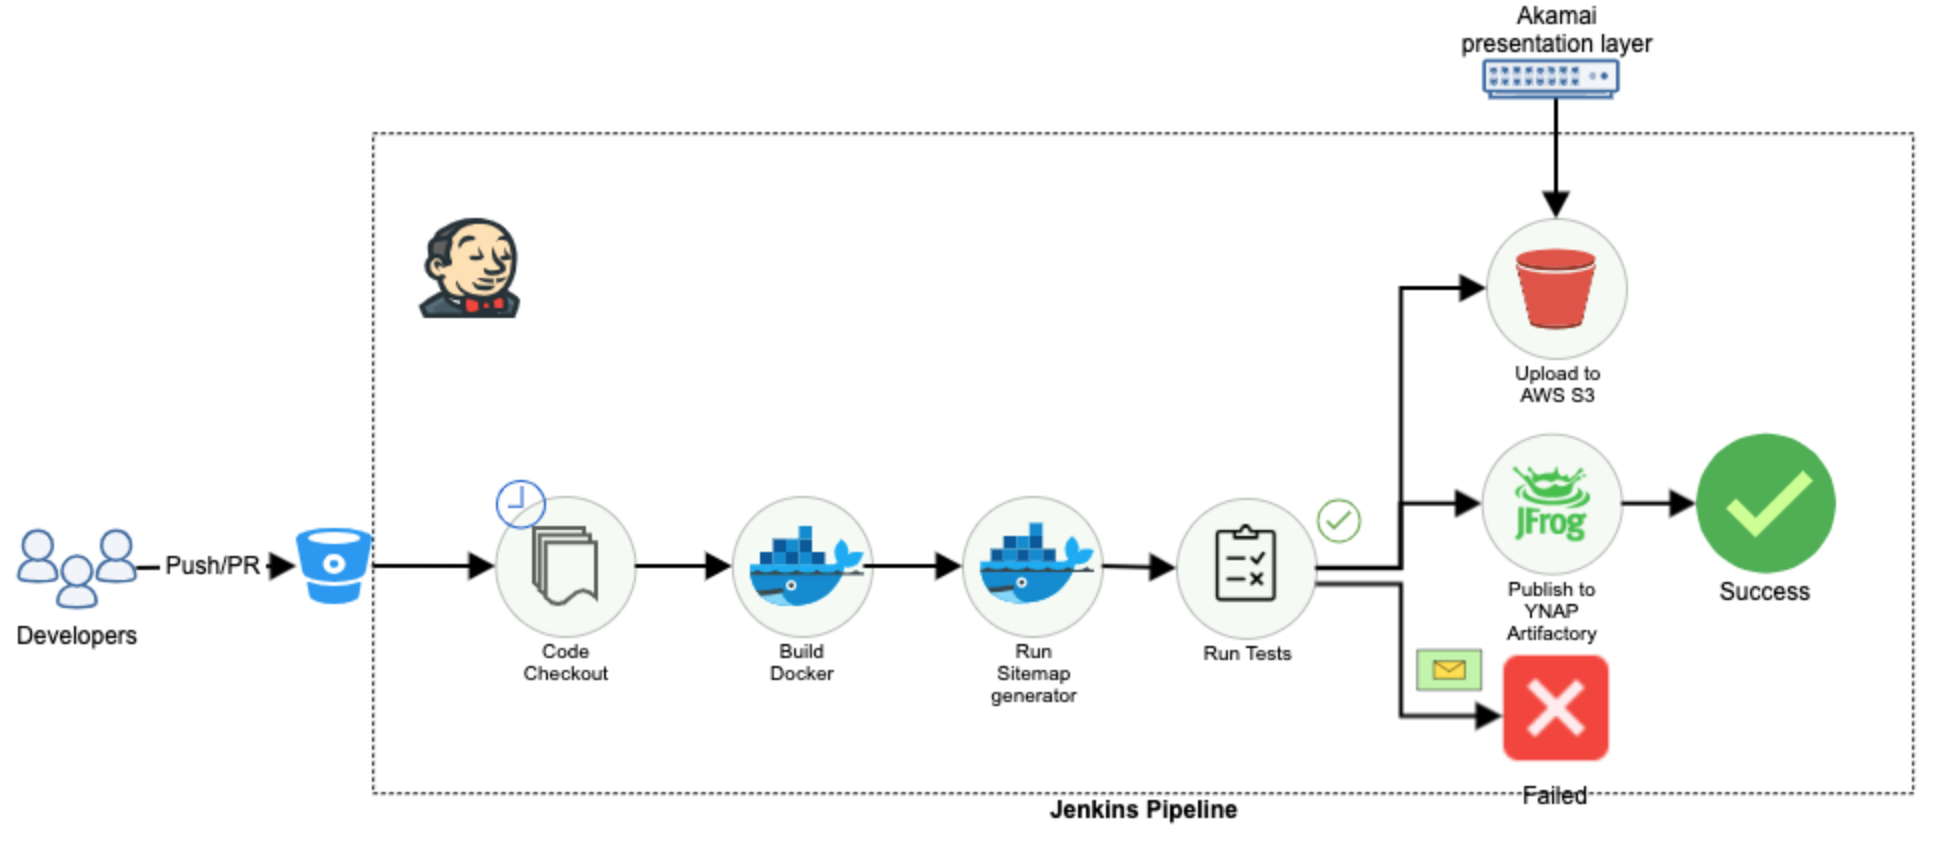 Akamai
presentation layer
Upload to
AWS S3
Push/PR
Developers
Code
Checkout
Build
Docker
Run
Sitemap
generator
Run Tests
JFrog
Publish to
YNAP
Artifactory
Success
Failed
Jenkins Pipeline